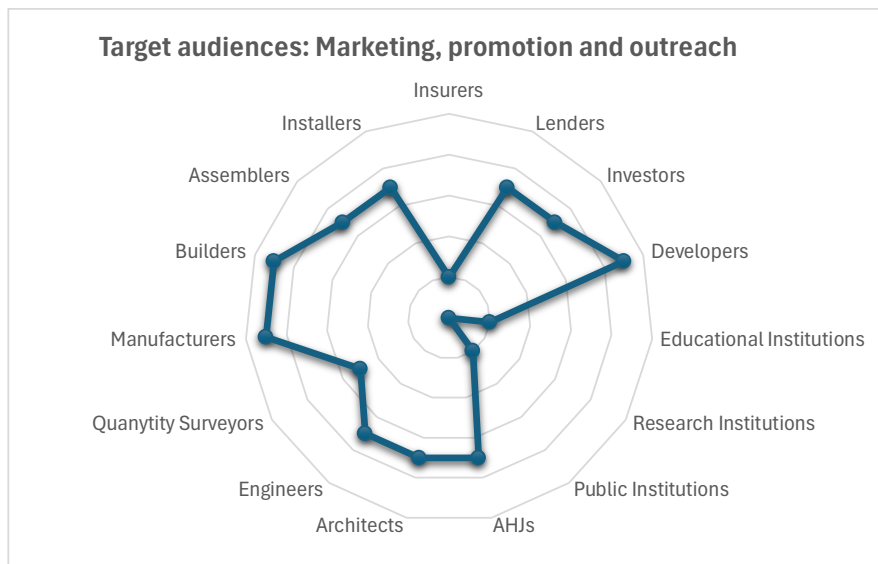 Target audiences: Marketing, promotion and outreach
Insurers
Lenders
Investors
Developers
Educational Institutions
Research Institutions
Public Institutions
AHJs
Architects
Engineers
Quanytity Surveyors
Manufacturers
Builders
Assemblers
Installers